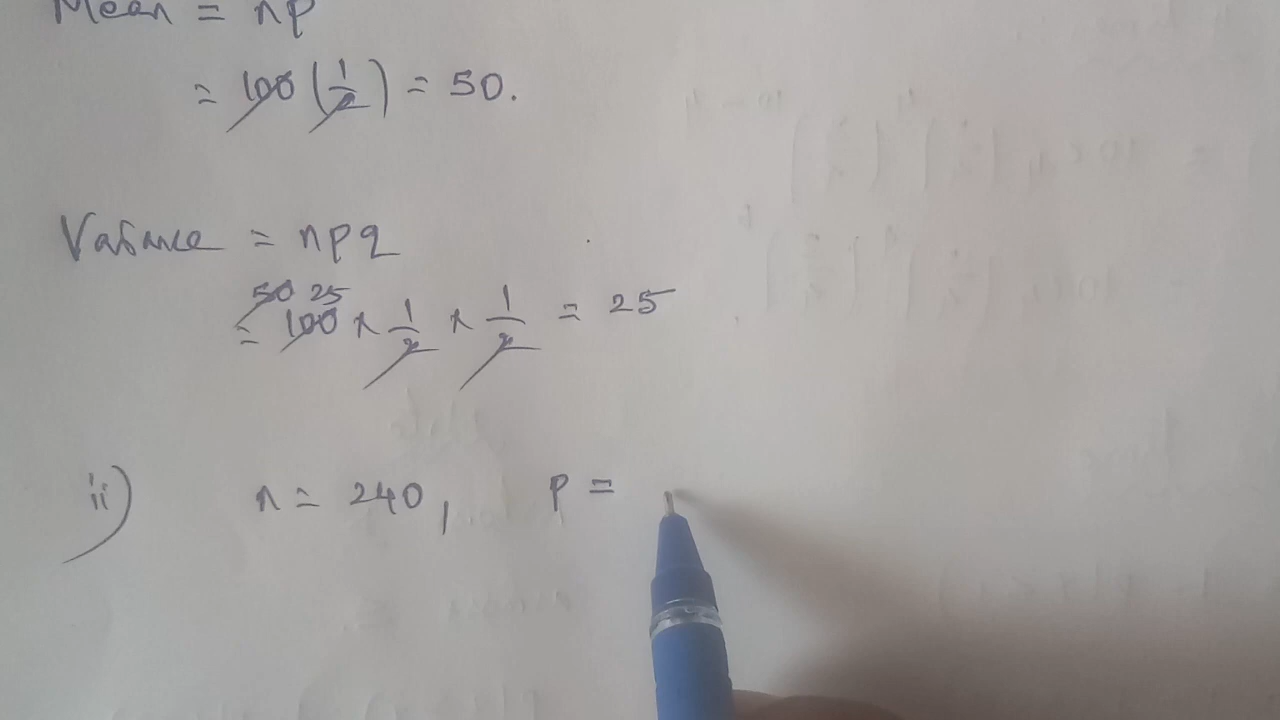 Mean = np
= 100 (1/2) = 50.
Variance = npq
50 25
= 100 x 1/2 x 1/2 = 25
ii) n = 240, p =